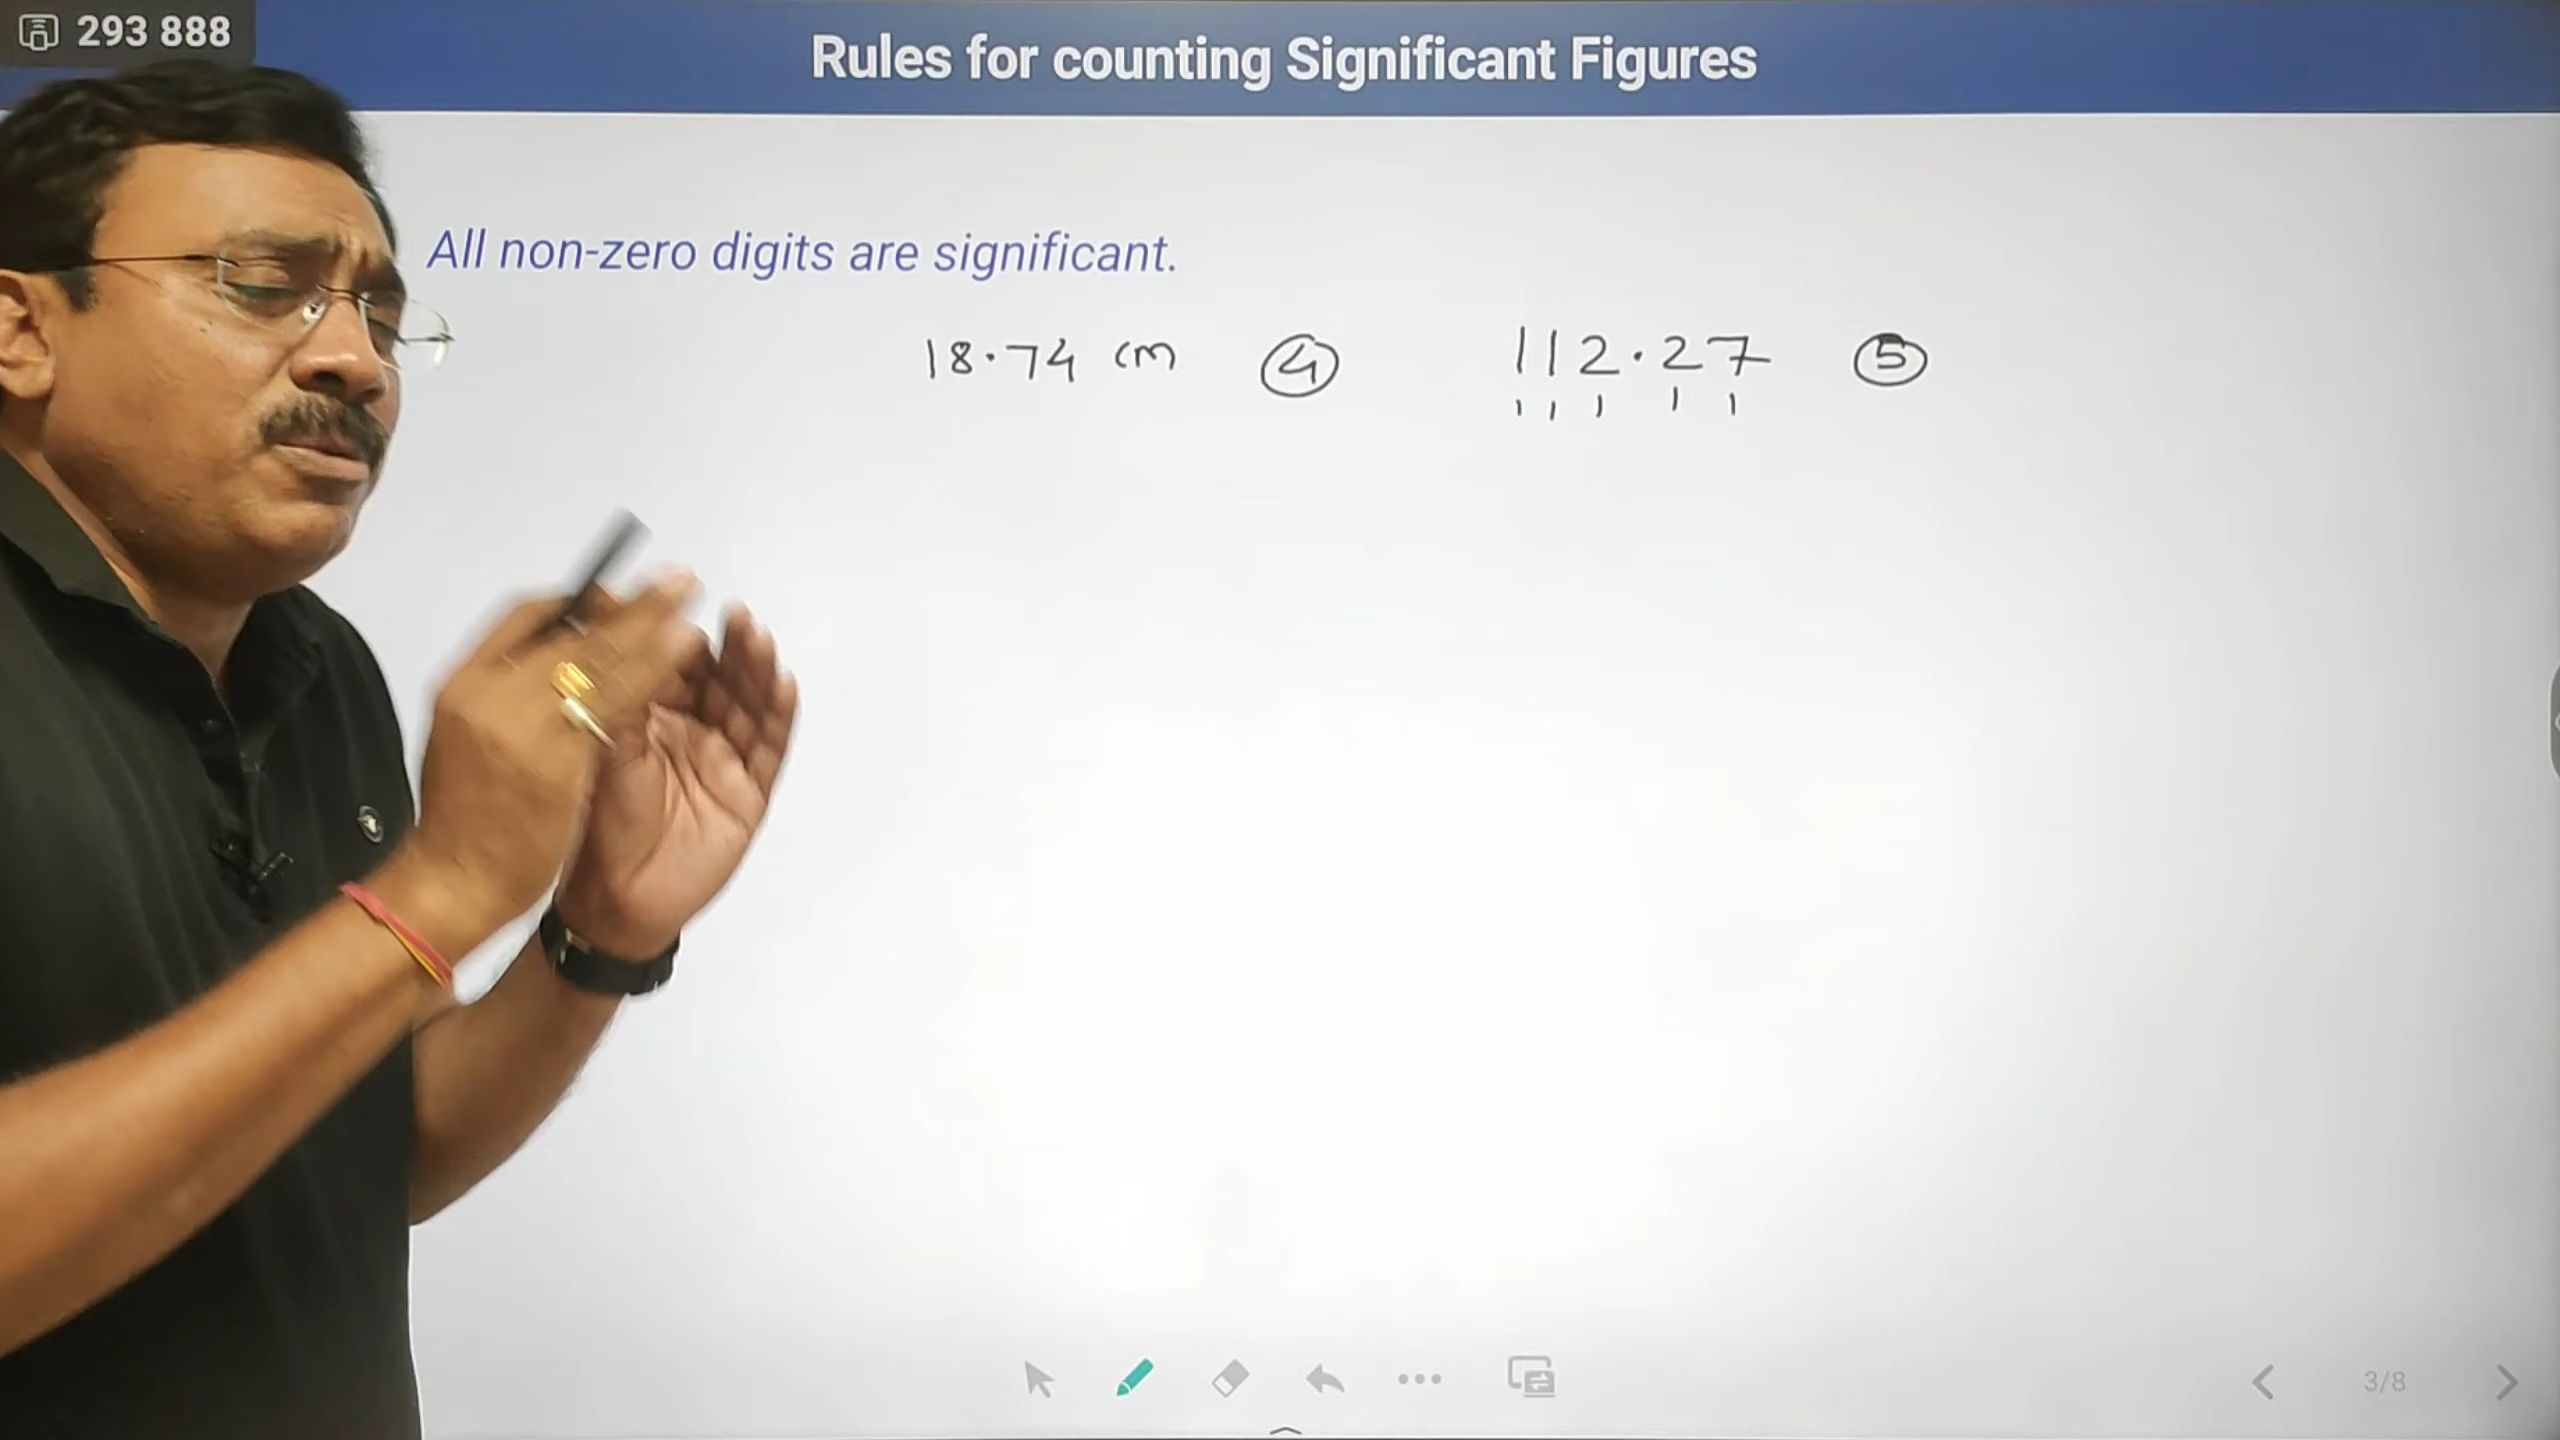 293 888
Rules for counting Significant Figures
All non-zero digits are significant.
18.74 cm ④ 112.27 ⑤
3/8